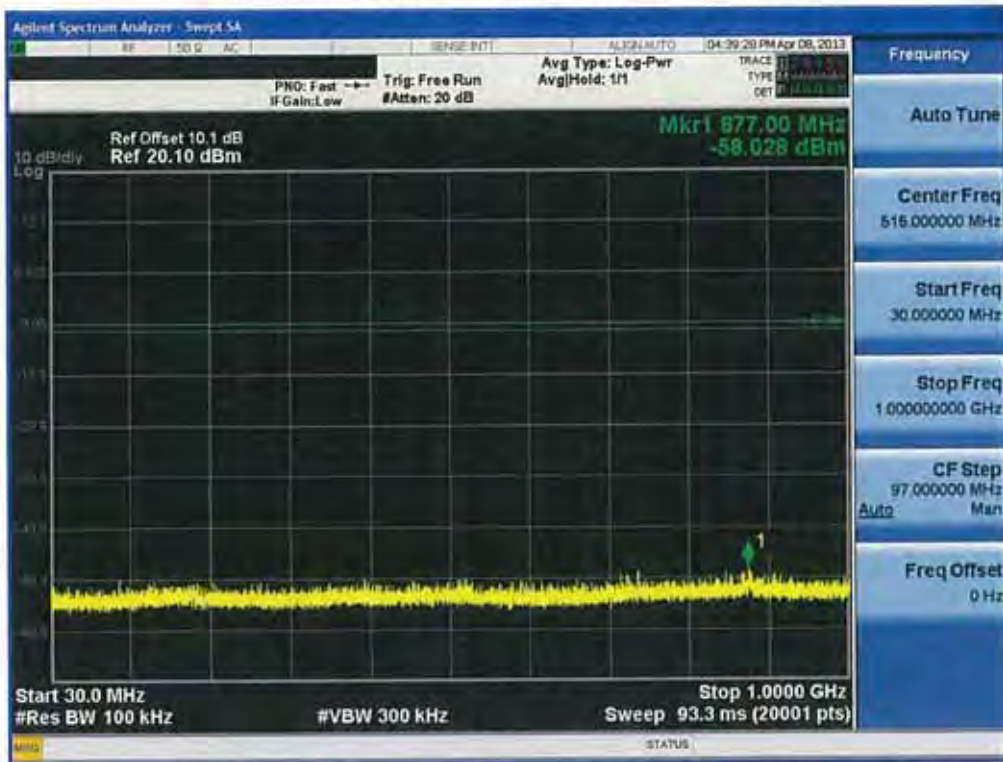 Agilent Spectrum Analyzer - Swept SA
RF 50 Ω AC SENSE:INT ALIGN AUTO 04:39:28 PM Apr 08, 2013
Frequency
PNO: Fast
IFGain:Low
Trig: Free Run
#Atten: 20 dB
Avg Type: Log-Pwr
Avg|Hold: 1/1
TRACE
TYPE
DET
Auto Tune
Mkr1 877.00 MHz
-58.028 dBm
Ref Offset 10.1 dB
10 dB/div Ref 20.10 dBm
Log
Center Freq
515.000000 MHz
Start Freq
30.000000 MHz
Stop Freq
1.000000000 GHz
CF Step
97.000000 MHz
Auto Man
1
Freq Offset
0 Hz
Start 30.0 MHz Stop 1.0000 GHz
#Res BW 100 kHz #VBW 300 kHz Sweep 93.3 ms (20001 pts)
MSG STATUS